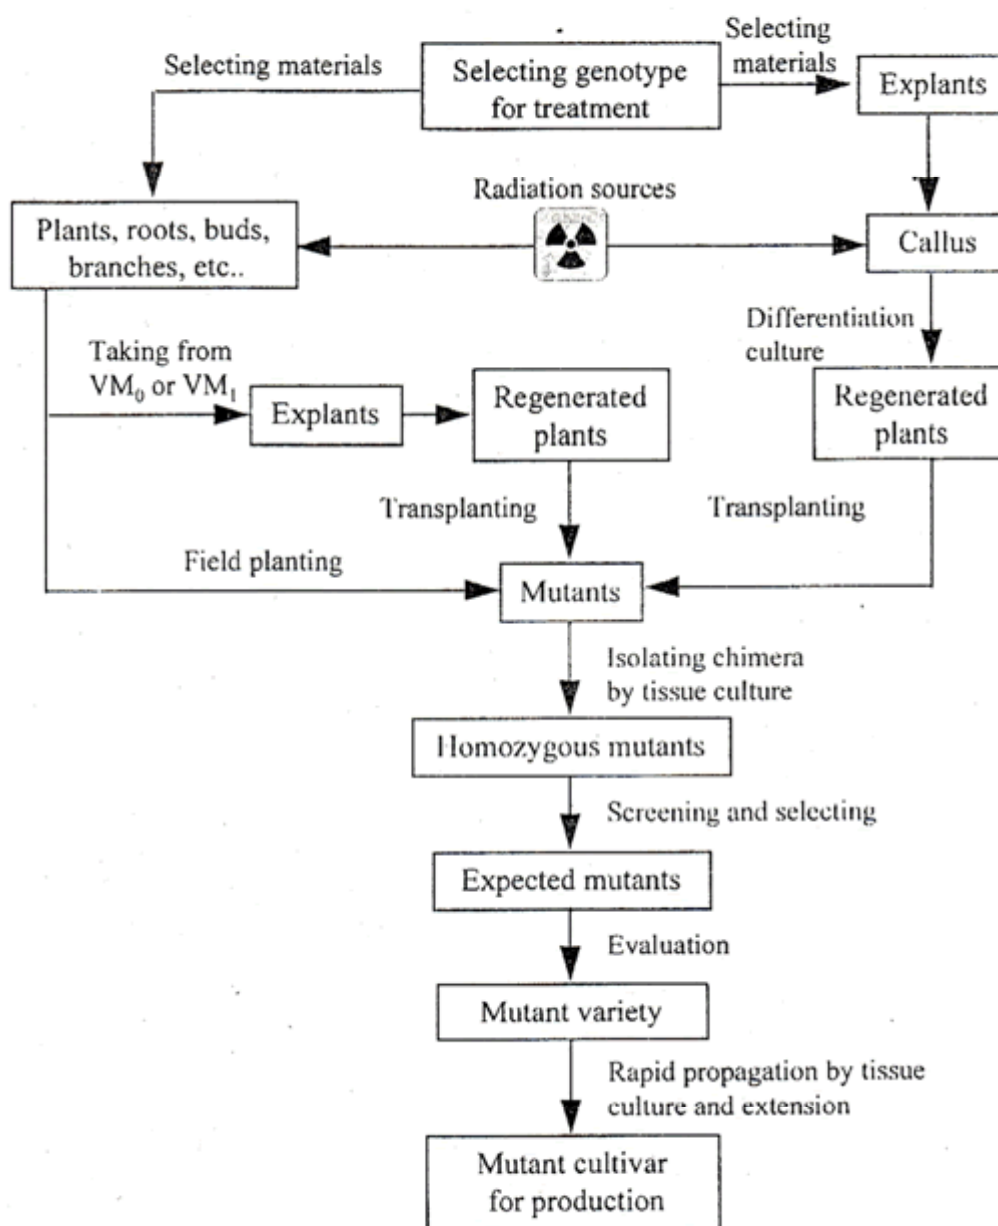 Selecting materials
Selecting genotype
for treatment
Selecting
materials
Explants
Radiation sources
Plants, roots, buds,
branches, etc..
Callus
Differentiation
culture
Taking from
VM₀ or VM₁
Explants
Regenerated
plants
Regenerated
plants
Transplanting
Transplanting
Field planting
Mutants
Isolating chimera
by tissue culture
Homozygous mutants
Screening and selecting
Expected mutants
Evaluation
Mutant variety
Rapid propagation by tissue
culture and extension
Mutant cultivar
for production